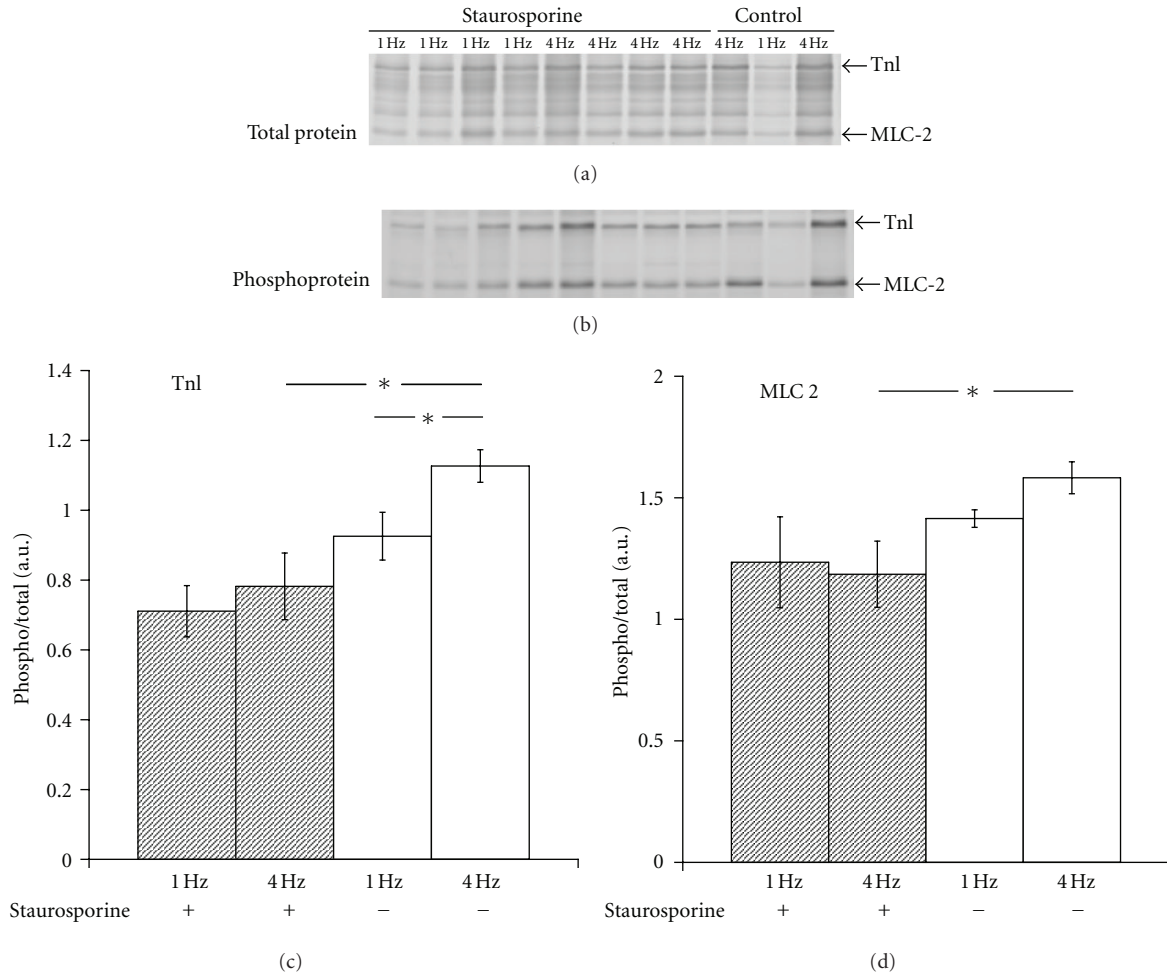 Staurosporine Control
1 Hz 1 Hz 1 Hz 1 Hz 4 Hz 4 Hz 4 Hz 4 Hz 4 Hz 1 Hz 4 Hz
Tnl
Total protein
MLC-2
(a)
Tnl
Phosphoprotein
MLC-2
(b)
Tnl
*
*
1.4
1.2
1
0.8
0.6
0.4
0.2
0
Phospho/total (a.u.)
1 Hz 4 Hz 1 Hz 4 Hz
Staurosporine + + − −
(c)
MLC 2
*
2
1.5
1
0.5
0
Phospho/total (a.u.)
1 Hz 4 Hz 1 Hz 4 Hz
Staurosporine + + − −
(d)